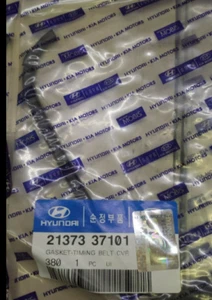 HYUNDAI · KIA MOTORS
HYUNDAI 순정부품
21373 37101
GASKET-TIMING BELT CVR
380 1 PC